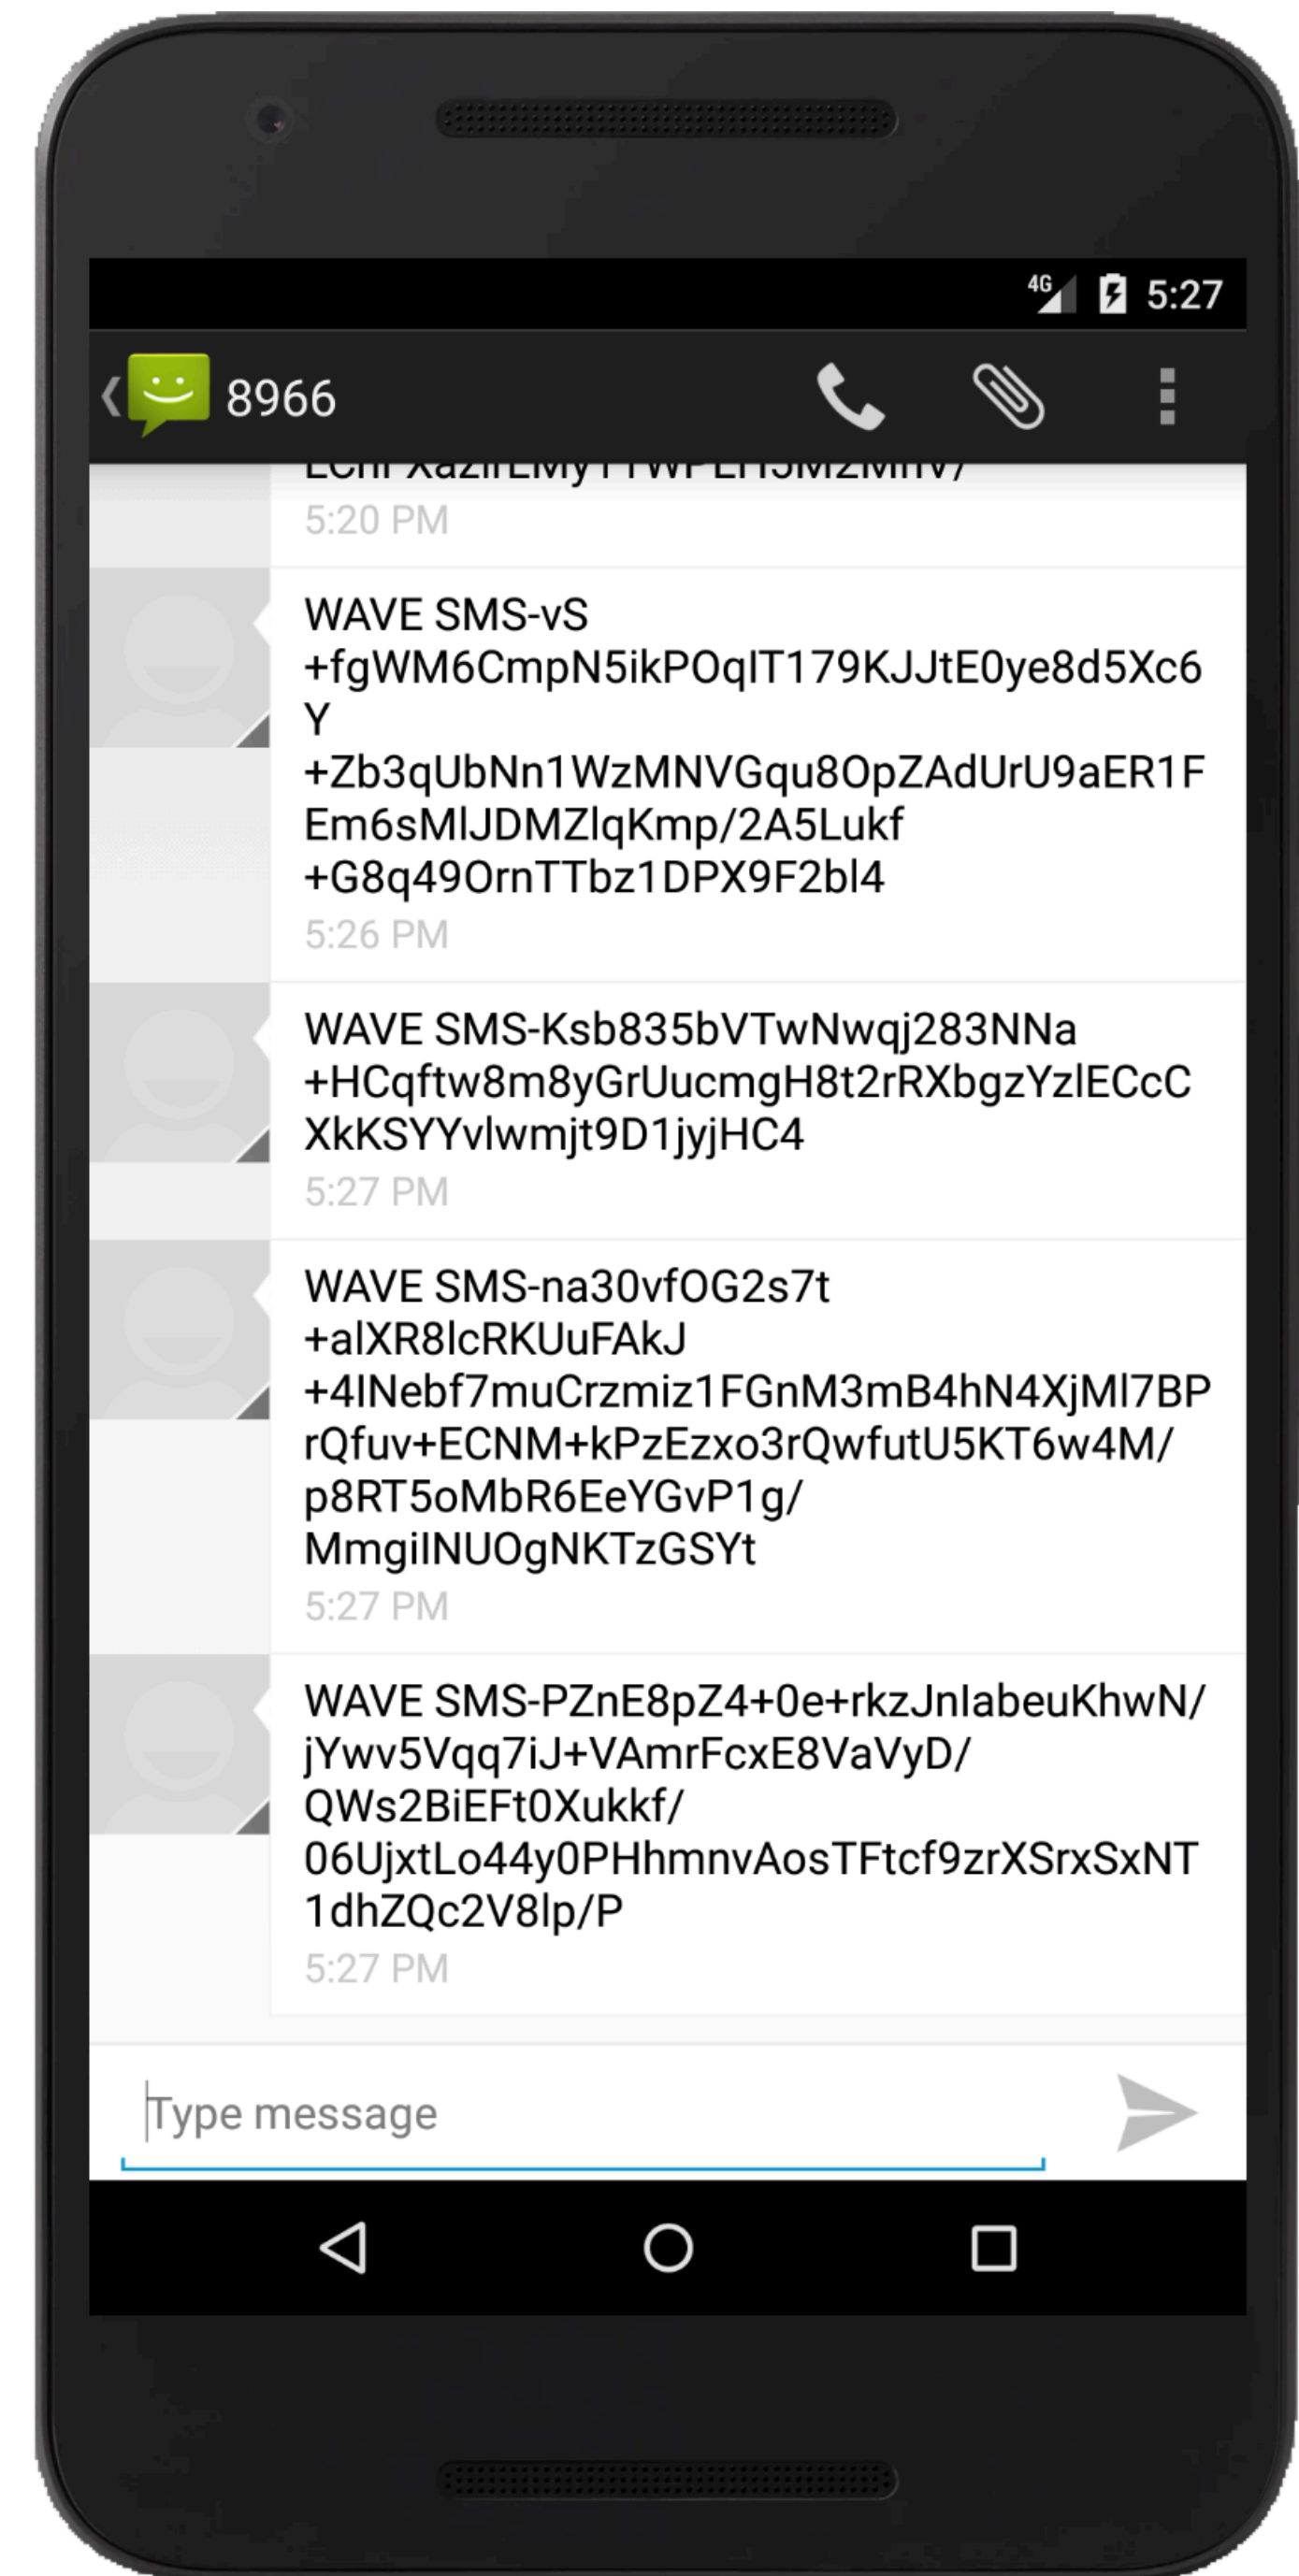 4G 5:27
8966
5:20 PM
WAVE SMS-vS
+fgWM6CmpN5ikPOqIT179KJJtE0ye8d5Xc6
Y
+Zb3qUbNn1WzMNVGqu8OpZAdUrU9aER1F
Em6sMlJDMZlqKmp/2A5Lukf
+G8q49OrnTTbz1DPX9F2bl4
5:26 PM
WAVE SMS-Ksb835bVTwNwqj283NNa
+HCqftw8m8yGrUucmgH8t2rRXbgzYzlECcC
XkKSYYvlwmjt9D1jyjHC4
5:27 PM
WAVE SMS-na30vfOG2s7t
+alXR8lcRKUuFAkJ
+4INebf7muCrzmiz1FGnM3mB4hN4XjMl7BP
rQfuv+ECNM+kPzEzxo3rQwfutU5KT6w4M/
p8RT5oMbR6EeYGvP1g/
MmgiINUOgNKTzGSYt
5:27 PM
WAVE SMS-PZnE8pZ4+0e+rkzJnIabeuKhwN/
jYwv5Vqq7iJ+VAmrFcxE8VaVyD/
QWs2BiEFt0Xukkf/
06UjxtLo44y0PHhmnvAosTFtcf9zrXSrxSxNT
1dhZQc2V8lp/P
5:27 PM
Type message